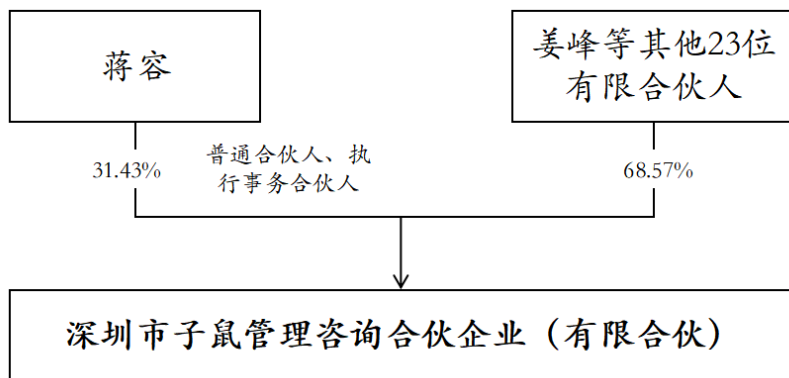 蒋容
姜峰等其他23位
有限合伙人
31.43%
普通合伙人、执
行事务合伙人
68.57%
深圳市子鼠管理咨询合伙企业（有限合伙）